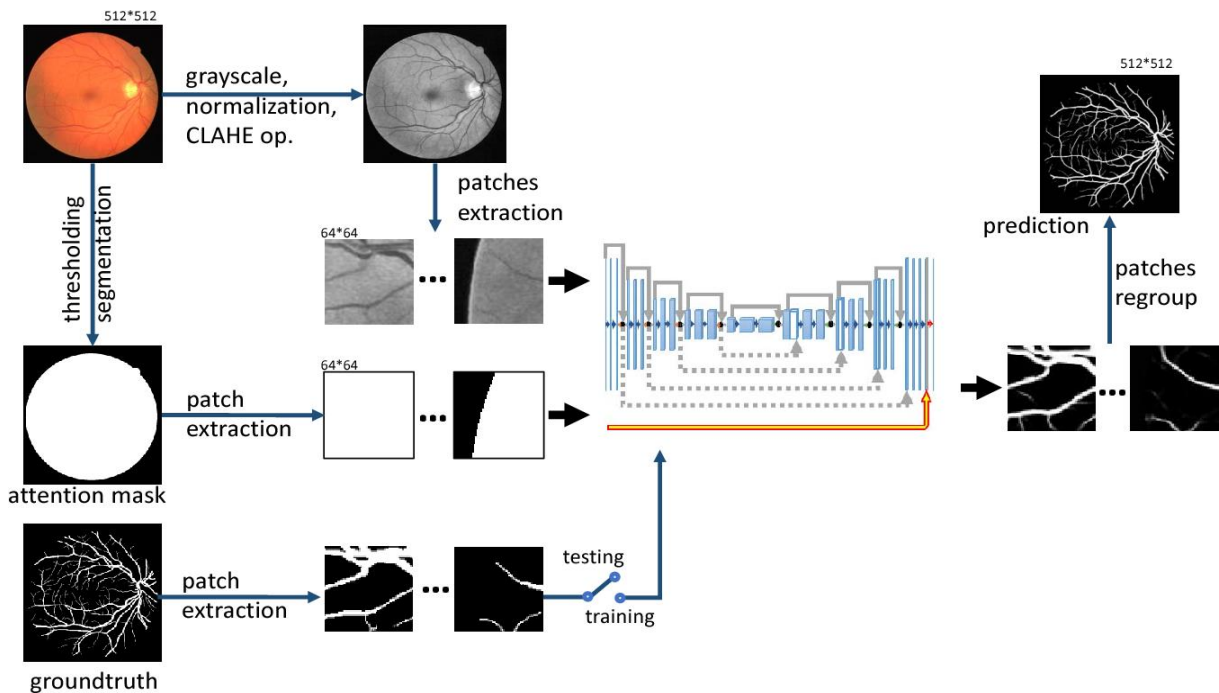 512*512
grayscale,
normalization,
CLAHE op.
512*512
thresholding
segmentation
patches
extraction
64*64
prediction
patches
regroup
64*64
patch
extraction
attention mask
patch
extraction
testing
training
groundtruth